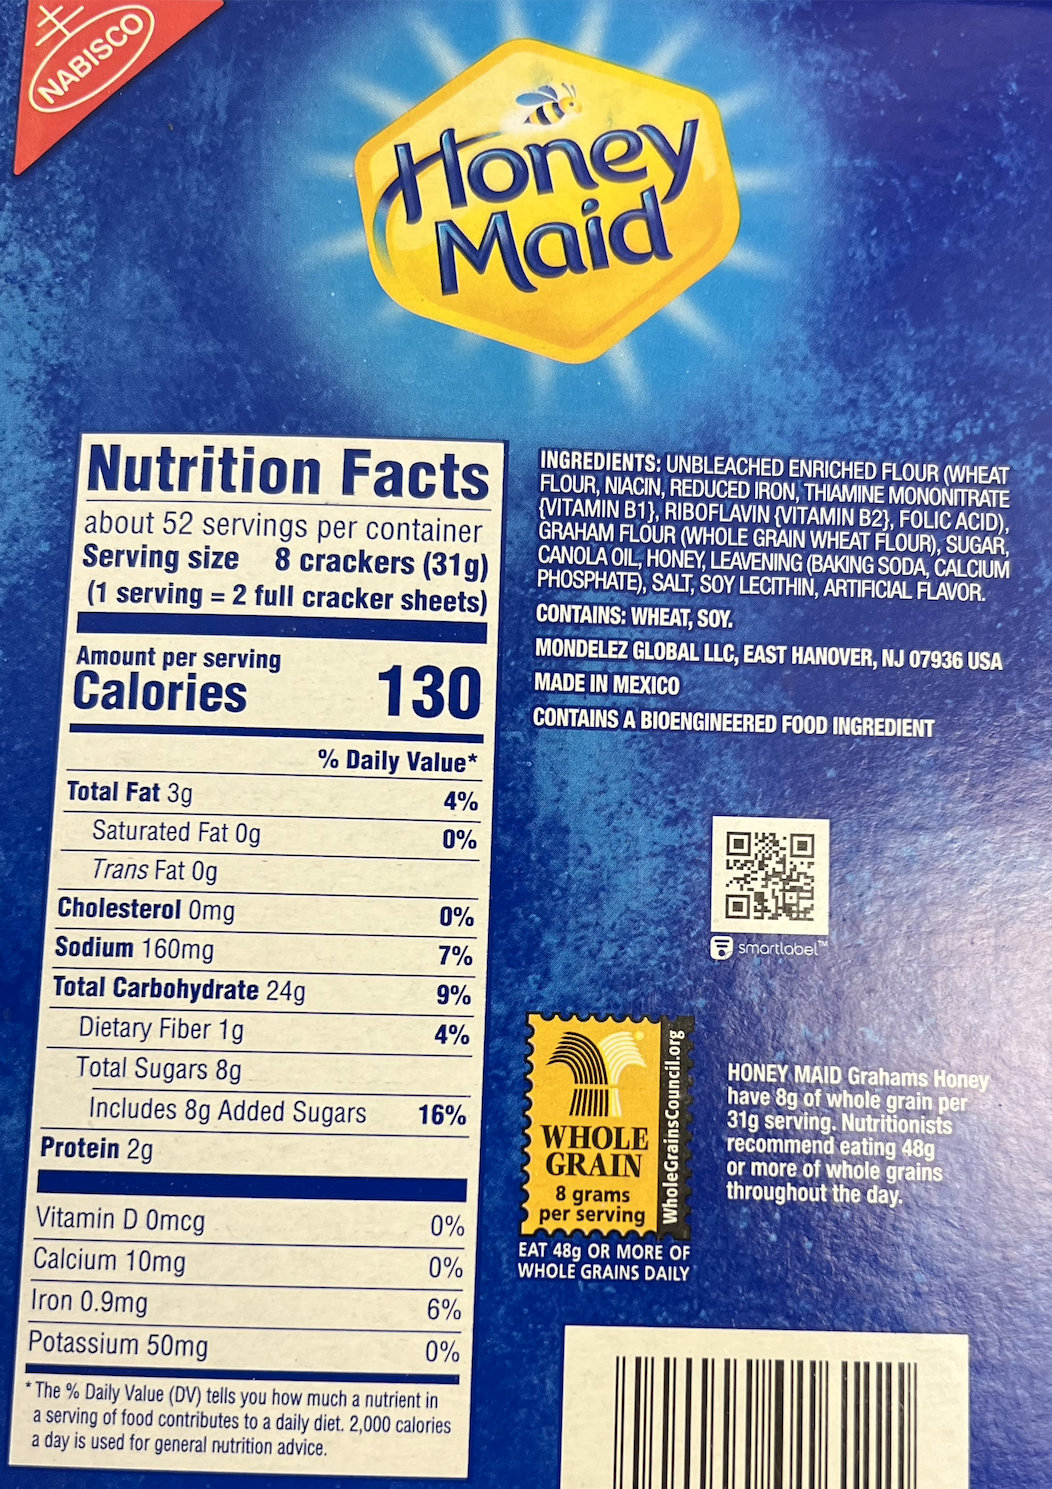 NABISCO
Honey
Maid
Nutrition Facts
about 52 servings per container
Serving size 8 crackers (31g)
(1 serving = 2 full cracker sheets)
Amount per serving
Calories 130
% Daily Value*
Total Fat 3g 4%
Saturated Fat 0g 0%
Trans Fat 0g
Cholesterol 0mg 0%
Sodium 160mg 7%
Total Carbohydrate 24g 9%
Dietary Fiber 1g 4%
Total Sugars 8g
Includes 8g Added Sugars 16%
Protein 2g
Vitamin D 0mcg 0%
Calcium 10mg 0%
Iron 0.9mg 6%
Potassium 50mg 0%
* The % Daily Value (DV) tells you how much a nutrient in
a serving of food contributes to a daily diet. 2,000 calories
a day is used for general nutrition advice.
INGREDIENTS: UNBLEACHED ENRICHED FLOUR (WHEAT
FLOUR, NIACIN, REDUCED IRON, THIAMINE MONONITRATE
{VITAMIN B1}, RIBOFLAVIN {VITAMIN B2}, FOLIC ACID),
GRAHAM FLOUR (WHOLE GRAIN WHEAT FLOUR), SUGAR,
CANOLA OIL, HONEY, LEAVENING (BAKING SODA, CALCIUM
PHOSPHATE), SALT, SOY LECITHIN, ARTIFICIAL FLAVOR.
CONTAINS: WHEAT, SOY.
MONDELEZ GLOBAL LLC, EAST HANOVER, NJ 07936 USA
MADE IN MEXICO
CONTAINS A BIOENGINEERED FOOD INGREDIENT
smartlabel™
WHOLE
GRAIN
8 grams
per serving
WholeGrainsCouncil.org
EAT 48g OR MORE OF
WHOLE GRAINS DAILY
HONEY MAID Grahams Honey
have 8g of whole grain per
31g serving. Nutritionists
recommend eating 48g
or more of whole grains
throughout the day.